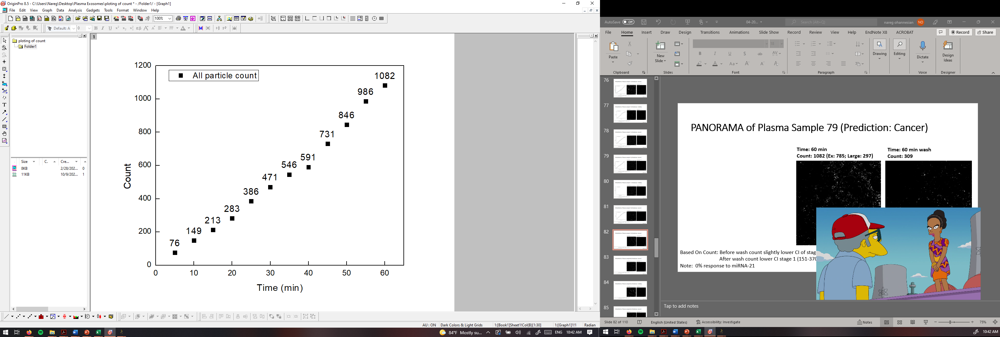 OriginPro 8.5 - C:\Users\Nareg\Desktop\Plasma Exosomes\ploting of count * - /Folder1/ - [Graph1]
File Edit View Graph Data Analysis Gadgets Tools Format Window Help
100%
Default: A 0 B I U
ploting of count
Folder1
Size C. Cre...
8KB 2/28/202... 0
11KB 10/9/202... 1
1
All particle count
1200
1000
800
600
400
200
0
Count
76
149
213
283
386
471
546
591
731
846
986
1082
0 10 20 30 40 50 60
Time (min)
AU : ON Dark Colors & Light Grids 1:[Book1]Sheet1!Col(B)[1:30] 1:[Graph1]1!1 Radian
84°F Mostly su... ENG 10:42 AM
AutoSave Off 04-20... Search (Alt+Q) nareg ohannesian NO
File Home Insert Draw Design Transitions Animations Slide Show Record Review View Help EndNote X8 ACROBAT Record Share
Paste
New Slide
18
B I U S ab AV
Aa A A
Drawing
Editing
Dictate
Design Ideas
Clipboard Slides Font Paragraph Voice Designer
76
77
78
79
80
81
82
83
84
85
PANORAMA of Plasma Sample 79 (Prediction: Cancer)
Time: 60 min
Count: 1082 (Ex: 785; Large: 297)
Time: 60 min wash
Count: 309
Based On Count: Before wash count slightly lower CI of stag
After wash count lower CI stage 1 (151-370
Note: 0% response to miRNA-21
Tap to add notes
Slide 82 of 110 English (United States) Accessibility: Investigate Notes 75%
10:42 AM